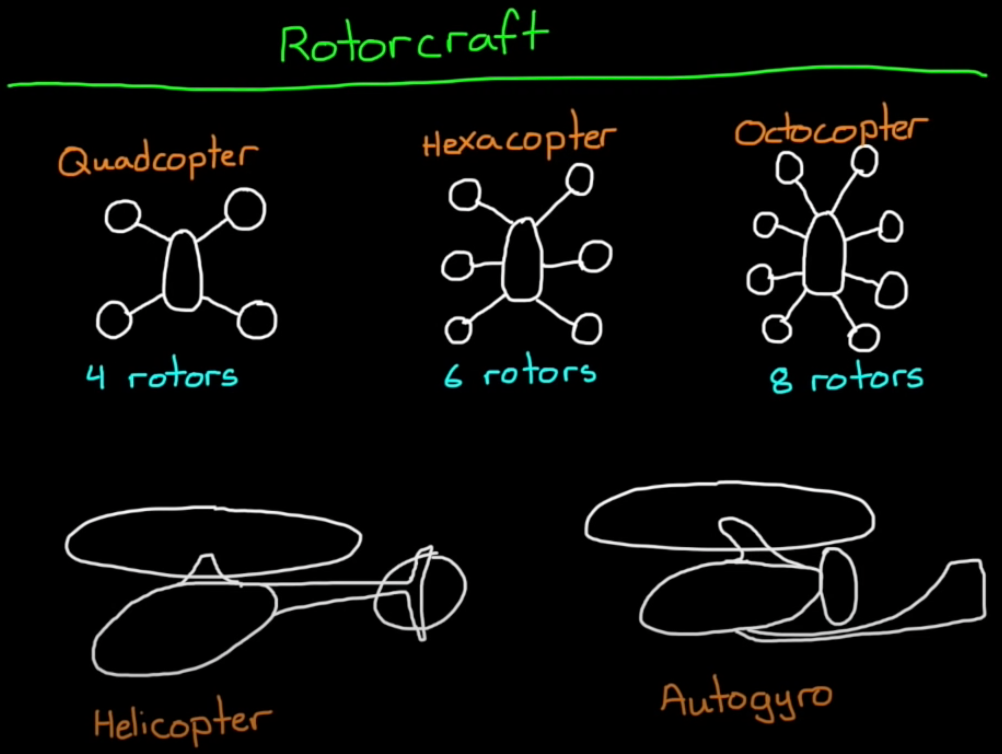 Rotorcraft
Quadcopter
Hexacopter
Octocopter
4 rotors
6 rotors
8 rotors
Helicopter
Autogyro